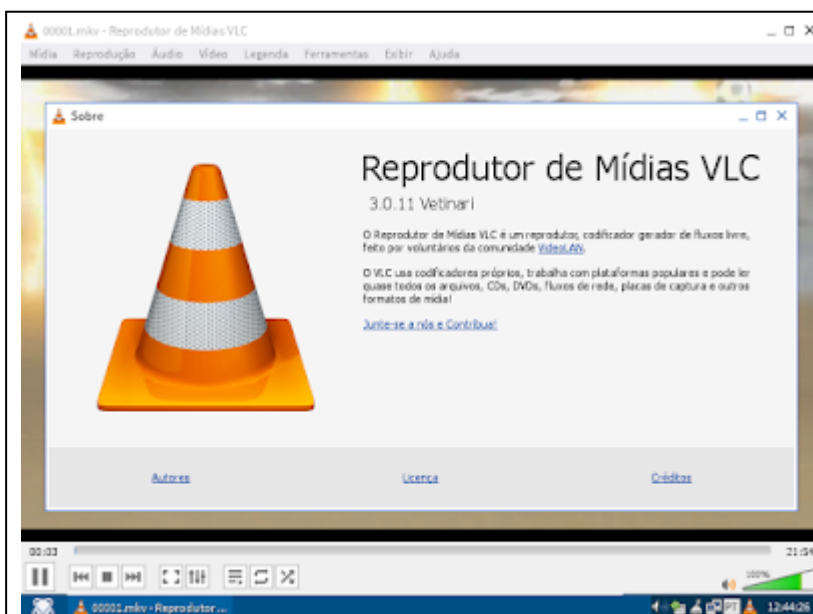 00001.mkv - Reprodutor de Mídias VLC
Mídia Reprodução Áudio Vídeo Legenda Ferramentas Exibir Ajuda
Sobre
Reprodutor de Mídias VLC
3.0.11 Vetinari
O Reprodutor de Mídias VLC é um reprodutor, codificador gerador de fluxos livre,
feito por voluntários da comunidade VideoLAN.
O VLC usa codificadores próprios, trabalha com plataformas populares e pode ler
quase todos os arquivos, CDs, DVDs, fluxos de rede, placas de captura e outros
formatos de mídia!
Junte-se a nós e Contribua!
Autores Licença Créditos
00:03 21:54
100%
00001.mkv - Reprodutor ... PT 12:44:26